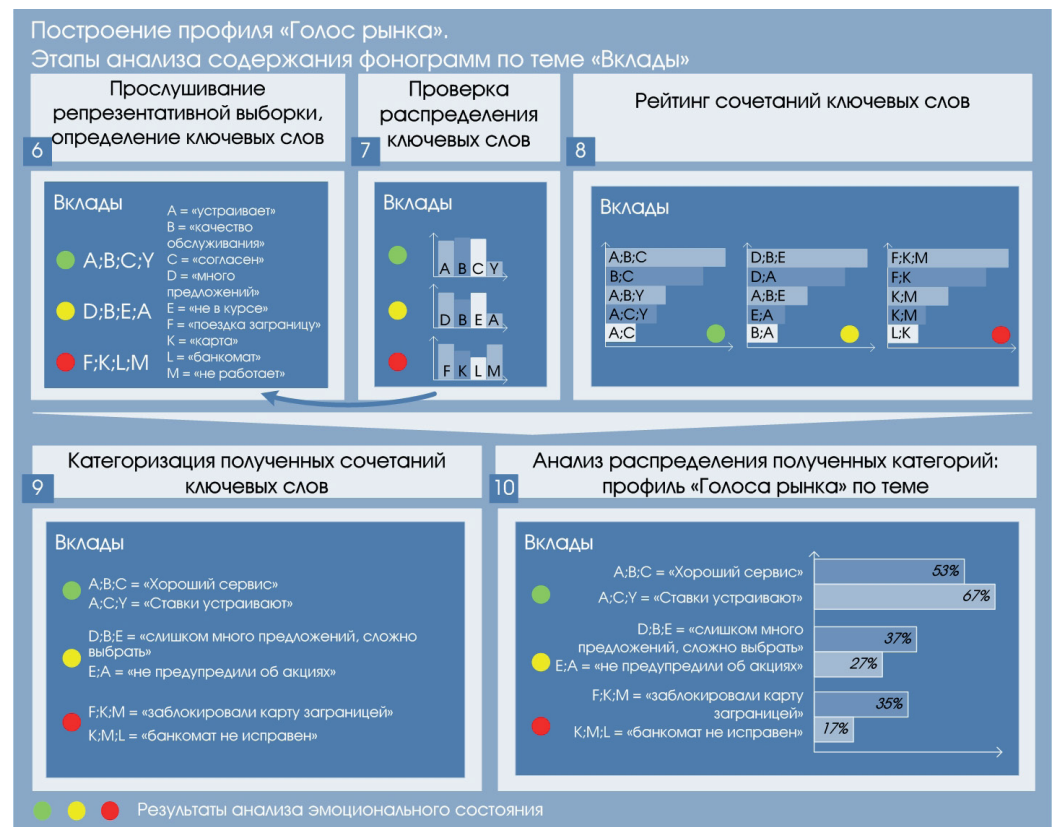 Построение профиля «Голос рынка».
Этапы анализа содержания фонограмм по теме «Вклады»
Прослушивание
репрезентативной выборки,
определение ключевых слов
6
Вклады
A;B;C;Y
D;B;E;A
F;K;L;M
A = «устраивает»
B = «качество
обслуживания»
C = «согласен»
D = «много
предложений»
E = «не в курсе»
F = «поездка заграницу»
K = «карта»
L = «банкомат»
M = «не работает»
Проверка
распределения
ключевых слов
7
Вклады
A B C Y
D B E A
F K L M
Рейтинг сочетаний ключевых слов
8
Вклады
A;B;C
B;C
A;B;Y
A;C;Y
A;C
D;B;E
D;A
A;B;E
E;A
B;A
F;K;M
F;K
K;M
K;M
L;K
Категоризация полученных сочетаний
ключевых слов
9
Вклады
A;B;C = «Хороший сервис»
A;C;Y = «Ставки устраивают»
D;B;E = «слишком много предложений, сложно
выбрать»
E;A = «не предупредили об акциях»
F;K;M = «заблокировали карту заграницей»
K;M;L = «банкомат не исправен»
Анализ распределения полученных категорий:
профиль «Голоса рынка» по теме
10
Вклады
A;B;C = «Хороший сервис» 53%
A;C;Y = «Ставки устраивают» 67%
D;B;E = «слишком много
предложений, сложно выбрать» 37%
E;A = «не предупредили об акциях» 27%
F;K;M = «заблокировали карту
заграницей» 35%
K;M;L = «банкомат не исправен» 17%
Результаты анализа эмоционального состояния